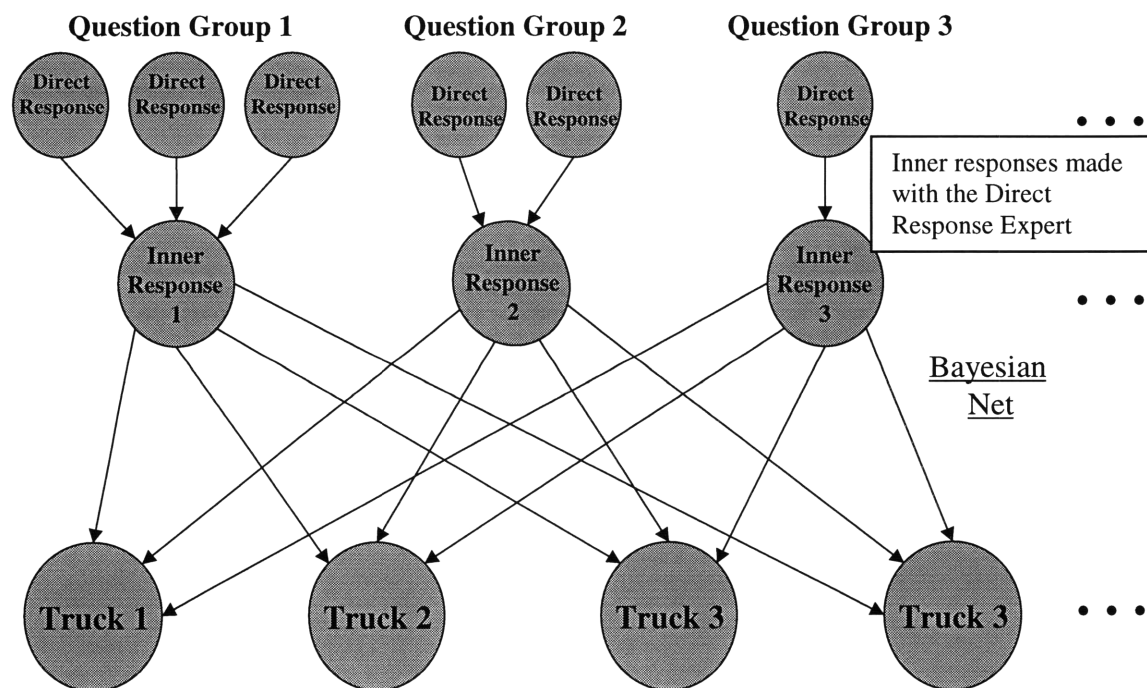 Question Group 1
Question Group 2
Question Group 3
Direct
Response
Direct
Response
Direct
Response
Direct
Response
Direct
Response
Direct
Response
• • •
Inner responses made
with the Direct
Response Expert
Inner
Response
1
Inner
Response
2
Inner
Response
3
• • •
Bayesian
Net
Truck 1
Truck 2
Truck 3
Truck 3
• • •